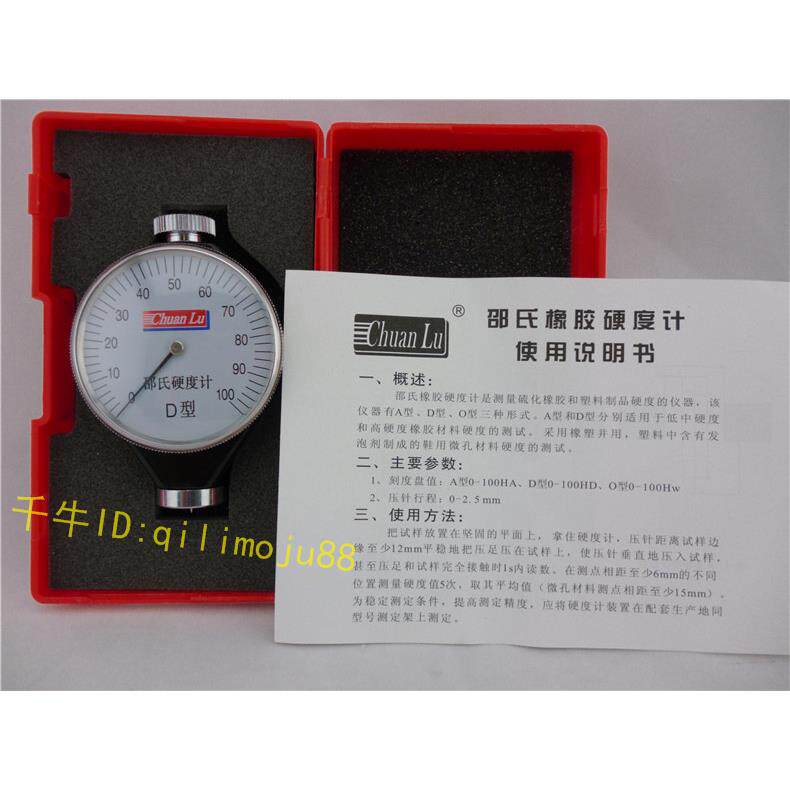 0
10
20
30
40
50
60
70
80
90
100
Chuan Lu
邵氏硬度计
D型
千牛ID:qilimoju88
Chuan Lu ®
邵氏橡胶硬度计
使用说明书
一、概述:
邵氏橡胶硬度计是测量硫化橡胶和塑料制品硬度的仪器,该
仪器有A型、D型、O型三种形式。A型和D型分别适用于低中硬度
和高硬度橡胶材料硬度的测试。采用橡塑并用,塑料中含有发
泡剂制成的鞋用微孔材料硬度的测试。
二、主要参数:
1、刻度盘值:A型0-100HA、D型0-100HD、O型0-100Hw
2、压针行程:0-2.5mm
三、使用方法:
把试样放置在坚固的平面上,拿住硬度计,压针距离试样边
缘至少12mm平稳地把压足压在试样上,使压针垂直地压入试样,
甚至压足和试样完全接触时1s内读数。在测点相距至少6mm的不同
位置测量硬度值5次,取其平均值(微孔材料测点相距至少15mm)。
为稳定测定条件,提高测定精度,应将硬度计装置在配套生产地同
型号测定架上测定。